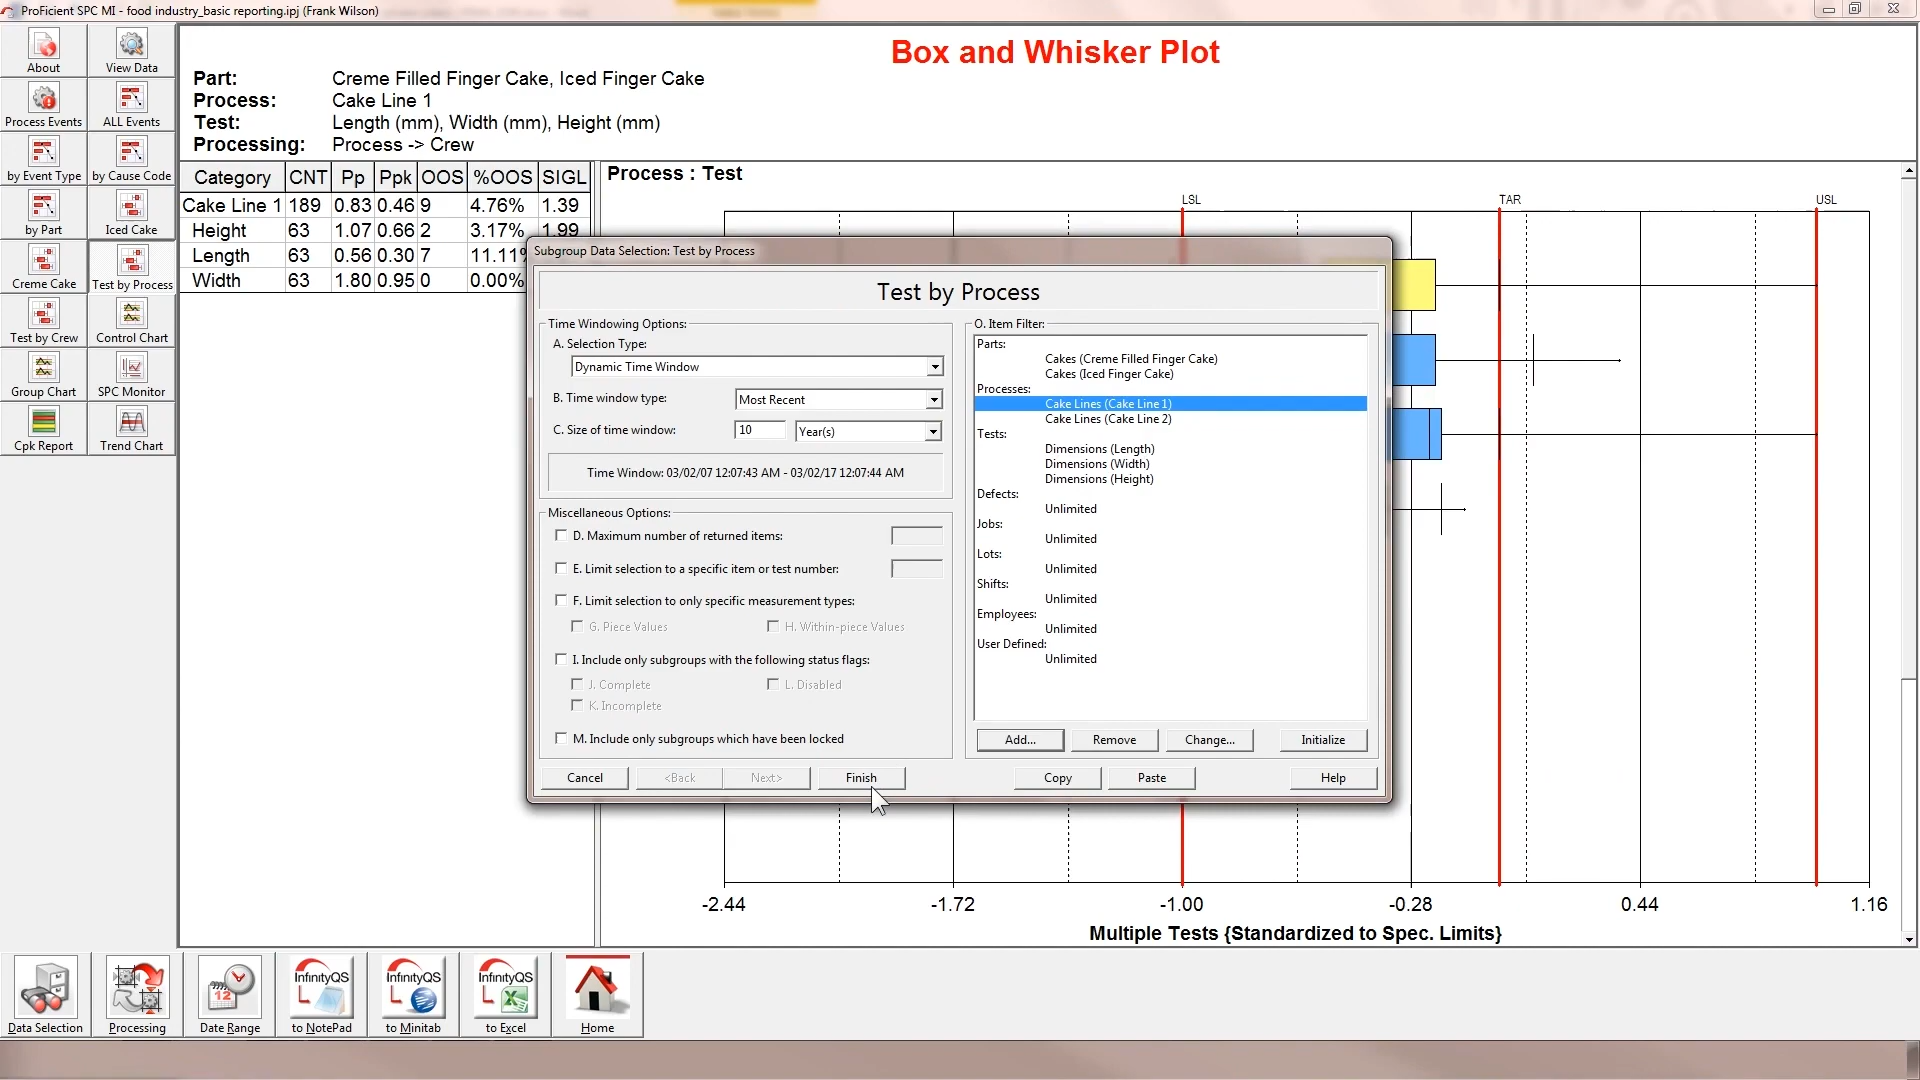 ProFicient SPC MI - food industry_basic reporting.ipj (Frank Wilson)
About
View Data
Process Events
ALL Events
by Event Type
by Cause Code
by Part
Iced Cake
Creme Cake
Test by Process
Test by Crew
Control Chart
Group Chart
SPC Monitor
Cpk Report
Trend Chart
Box and Whisker Plot
Part: Creme Filled Finger Cake, Iced Finger Cake
Process: Cake Line 1
Test: Length (mm), Width (mm), Height (mm)
Processing: Process -> Crew
Category CNT Pp Ppk OOS %OOS SIGL
Cake Line 1 189 0.83 0.46 9 4.76% 1.39
Height 63 1.07 0.66 2 3.17% 1.99
Length 63 0.56 0.30 7 11.11%
Width 63 1.80 0.95 0 0.00%
Process : Test
LSL TAR USL
Subgroup Data Selection: Test by Process
Test by Process
Time Windowing Options:
A. Selection Type:
Dynamic Time Window
B. Time window type: Most Recent
C. Size of time window: 10 Year(s)
Time Window: 03/02/07 12:07:43 AM - 03/02/17 12:07:44 AM
Miscellaneous Options:
D. Maximum number of returned items:
E. Limit selection to a specific item or test number:
F. Limit selection to only specific measurement types:
G. Piece Values H. Within-piece Values
I. Include only subgroups with the following status flags:
J. Complete L. Disabled
K. Incomplete
M. Include only subgroups which have been locked
O. Item Filter:
Parts:
Cakes (Creme Filled Finger Cake)
Cakes (Iced Finger Cake)
Processes:
Cake Lines (Cake Line 1)
Cake Lines (Cake Line 2)
Tests:
Dimensions (Length)
Dimensions (Width)
Dimensions (Height)
Defects:
Unlimited
Jobs:
Unlimited
Lots:
Unlimited
Shifts:
Unlimited
Employees:
Unlimited
User Defined:
Unlimited
Add... Remove Change... Initialize
Cancel <Back Next> Finish Copy Paste Help
-2.44 -1.72 -1.00 -0.28 0.44 1.16
Multiple Tests {Standardized to Spec. Limits}
12
InfinityQS
InfinityQS
InfinityQS
Data Selection
Processing
Date Range
to NotePad
to Minitab
to Excel
Home